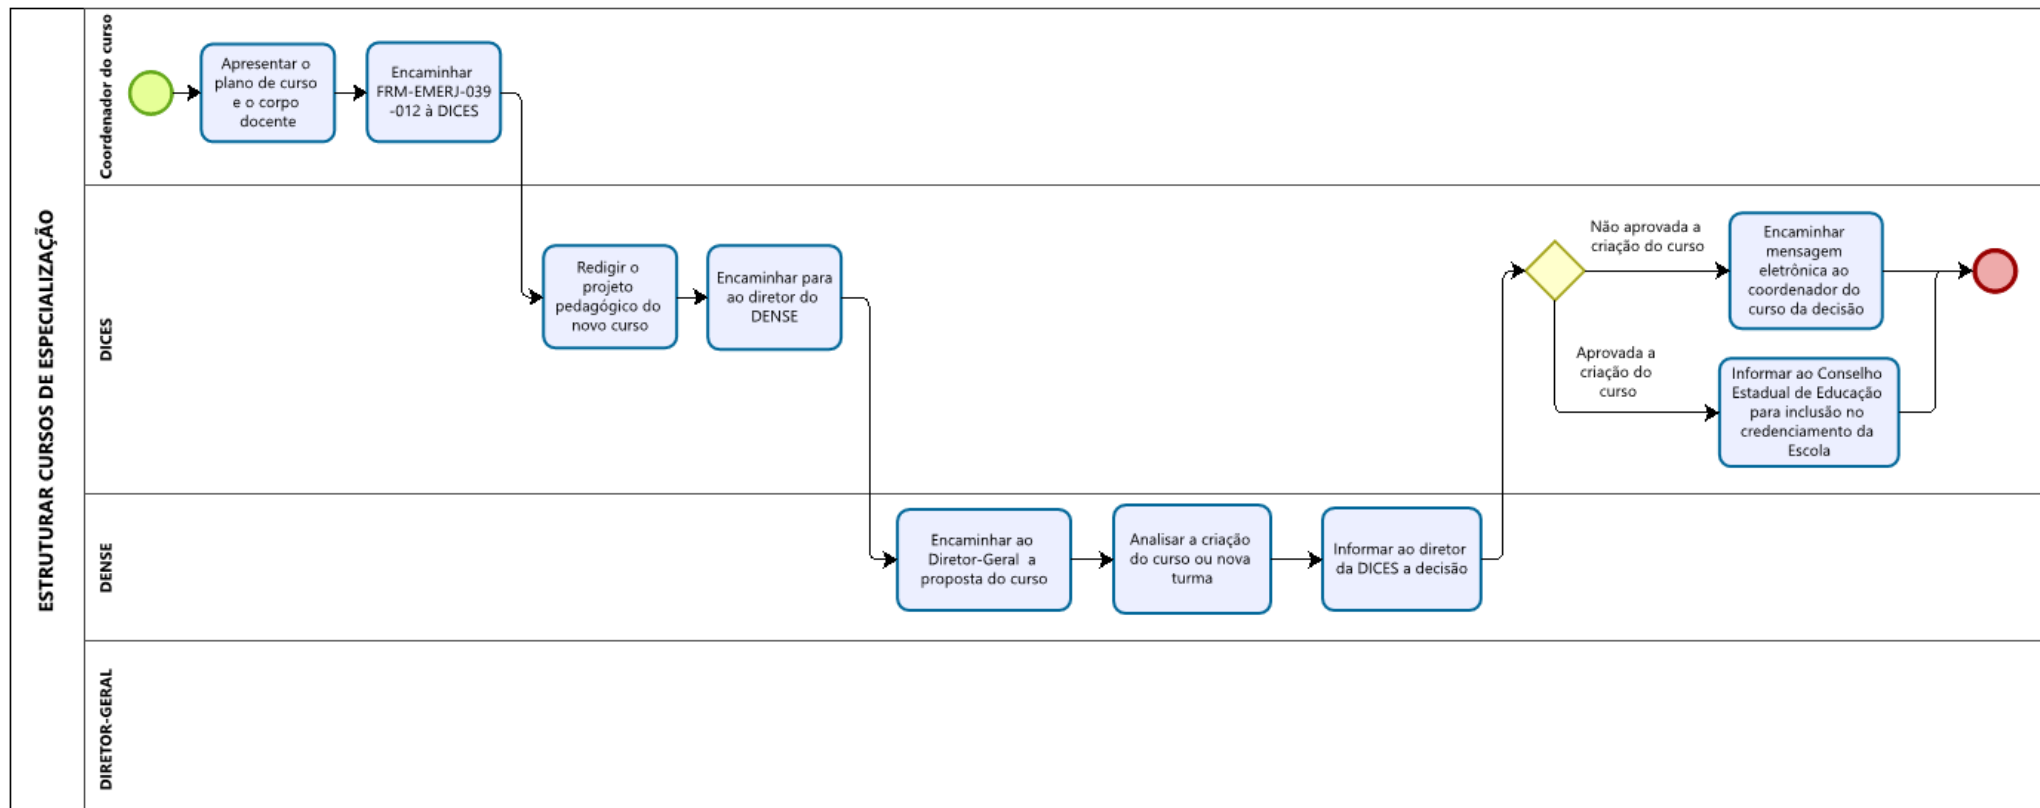 ESTRUTURAR CURSOS DE ESPECIALIZAÇÃO
Coordenador do curso
Apresentar o
plano de curso
e o corpo
docente
Encaminhar
FRM-EMERJ-039
-012 à DICES
DICES
Redigir o
projeto
pedagógico do
novo curso
Encaminhar para
ao diretor do
DENSE
Não aprovada a
criação do curso
Encaminhar
mensagem
eletrônica ao
coordenador do
curso da decisão
Aprovada a
criação do
curso
Informar ao Conselho
Estadual de Educação
para inclusão no
credenciamento da
Escola
DENSE
Encaminhar ao
Diretor-Geral a
proposta do curso
Analisar a criação
do curso ou nova
turma
Informar ao diretor
da DICES a decisão
DIRETOR-GERAL